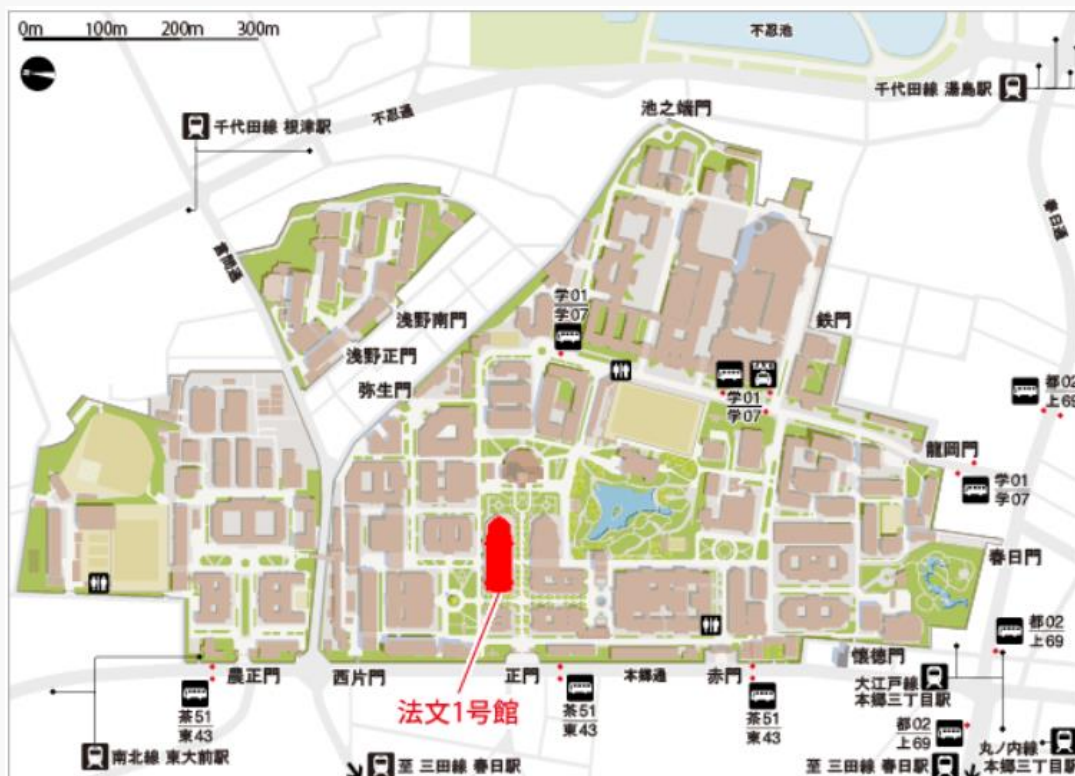 0m 100m 200m 300m
不忍池
千代田線 湯島駅
池之端門
不忍通
千代田線 根津駅
春日通
言問通
学01
学07
鉄門
浅野南門
浅野正門
弥生門
TAXI
学01
学07
都02
上69
龍岡門
学01
学07
春日門
都02
上69
農正門
西片門
正門
本郷通
赤門
懐徳門
大江戸線
本郷三丁目駅
法文1号館
茶51
東43
茶51
東43
茶51
東43
都02
上69
丸ノ内線
本郷三丁目駅
南北線 東大前駅
至 三田線 春日駅
至 三田線 春日駅